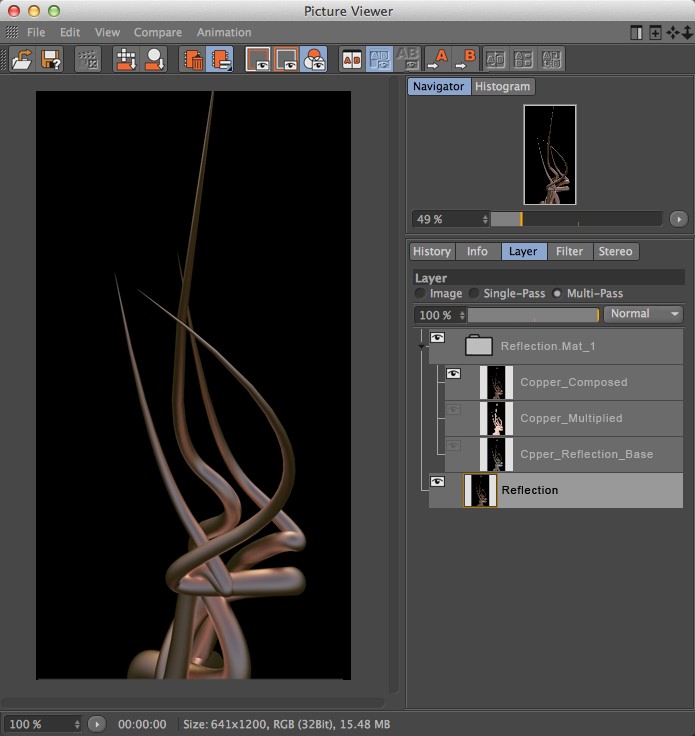 Picture Viewer
File Edit View Compare Animation
A B A B AB A B
Navigator Histogram
49 %
History Info Layer Filter Stereo
Layer
Image Single-Pass Multi-Pass
100 % Normal
Reflection.Mat_1
Copper_Composed
Copper_Multiplied
Cpper_Reflection_Base
Reflection
100 % 00:00:00 Size: 641x1200, RGB (32Bit), 15.48 MB